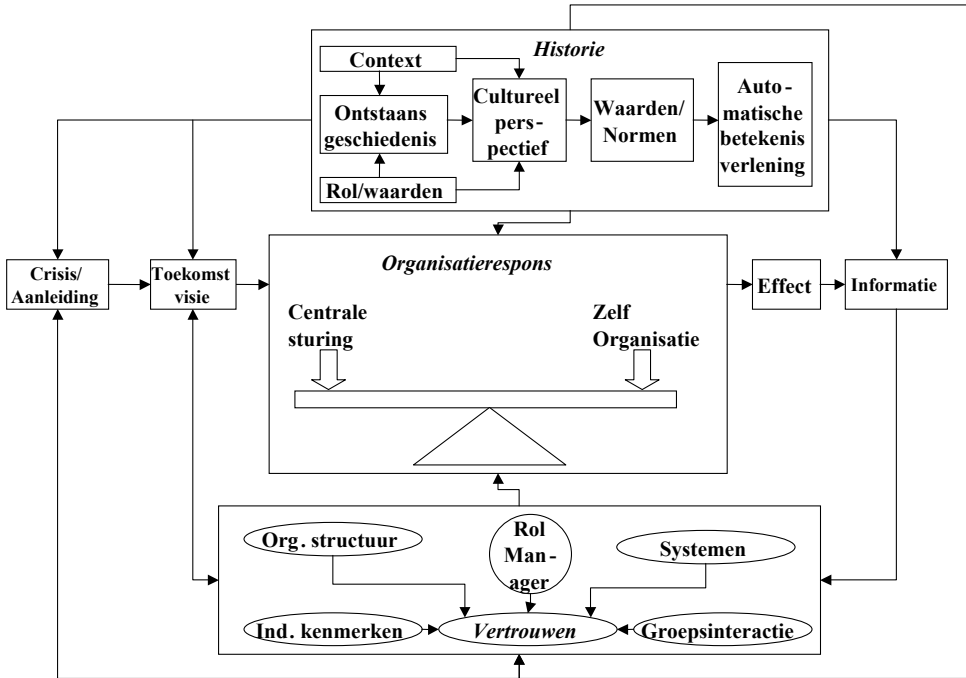 Historie
Context
Ontstaans
geschiedenis
Rol/waarden
Cultureel
pers-
pectief
Waarden/
Normen
Auto-
matische
betekenis
verlening
Crisis/
Aanleiding
Toekomst
visie
Organisatierespons
Centrale
sturing
Zelf
Organisatie
Effect
Informatie
Org. structuur
Rol
Man-
ager
Systemen
Ind. kenmerken
Vertrouwen
Groepsinteractie